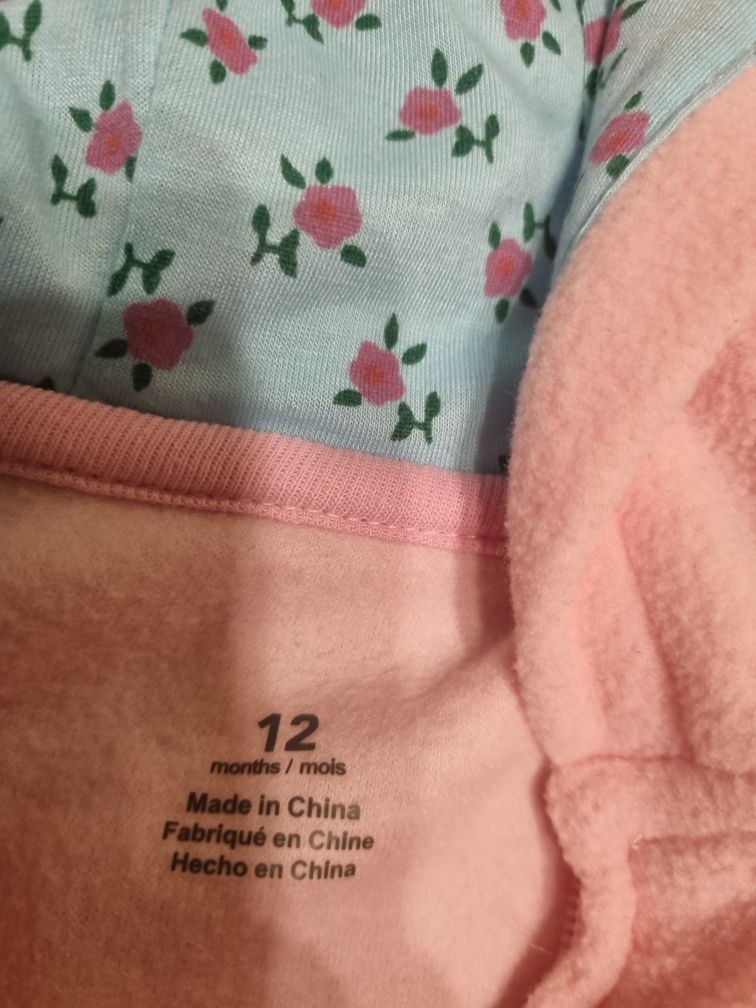 12
months / mois
Made in China
Fabriqué en Chine
Hecho en China